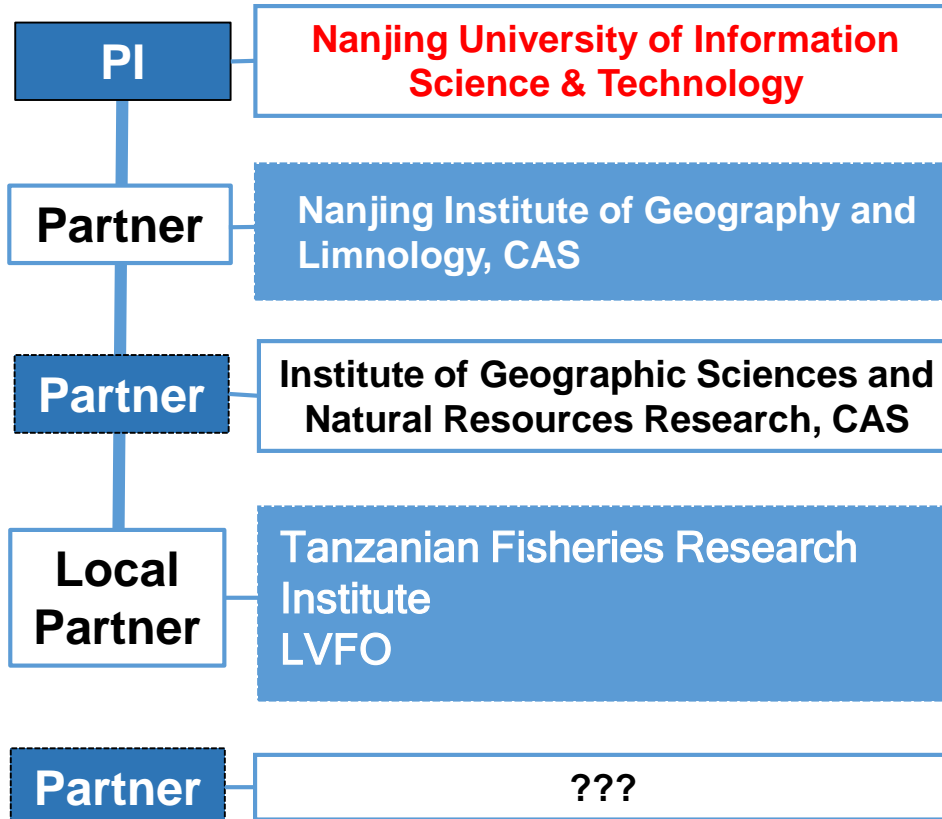 PI
Nanjing University of Information
Science & Technology
Partner
Nanjing Institute of Geography and
Limnology, CAS
Partner
Institute of Geographic Sciences and
Natural Resources Research, CAS
Local
Partner
Tanzanian Fisheries Research
Institute
LVFO
Partner
???